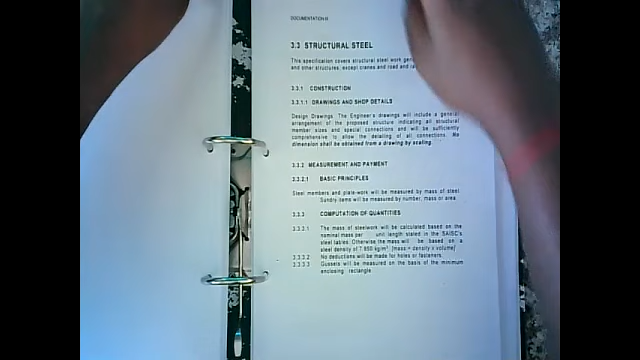 DOCUMENTATION III
3.3 STRUCTURAL STEEL
This specification covers structural steel work
and other structures, except cranes and road and
3.3.1 CONSTRUCTION
3.3.1.1 DRAWINGS AND SHOP DETAILS
Design Drawings The Engineer's drawings will include a general
arrangement of the proposed structure indicating all structural
member sizes and special connections and will be sufficiently
comprehensive to allow the detailing of all connections. No
dimension shall be obtained from a drawing by scaling.
3.3.2 MEASUREMENT AND PAYMENT
3.3.2.1 BASIC PRINCIPLES
Steel members and plate-work will be measured by mass of steel
Sundry items will be measured by number, mass or area
3.3.3 COMPUTATION OF QUANTITIES
3.3.3.1 The mass of steelwork will be calculated based on the
nominal mass per unit length stated in the SAISC's
steel tables. Otherwise the mass will be based on a
steel density of 7 850 kg/m³ [mass = density x volume]
3.3.3.2 No deductions will be made for holes or fasteners.
3.3.3.3 Gussets will be measured on the basis of the minimum
enclosing rectangle